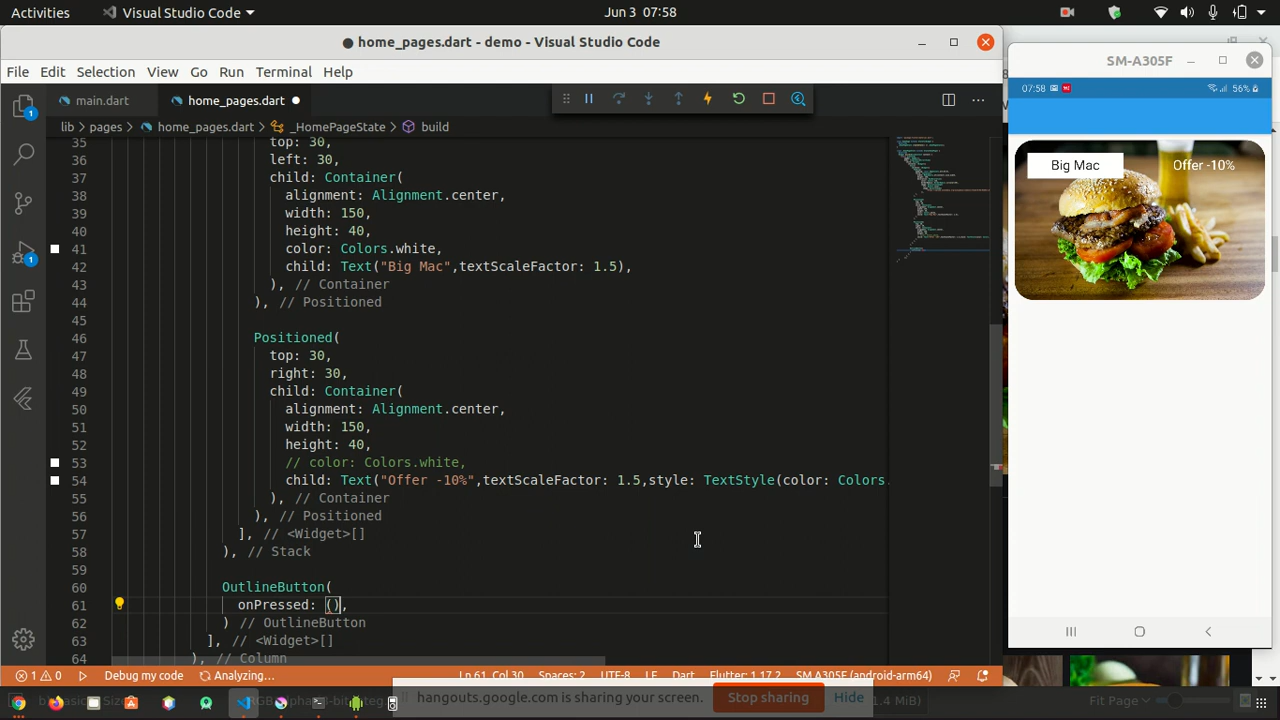 Activities
Visual Studio Code
Jun 3 07:58
home_pages.dart - demo - Visual Studio Code
File Edit Selection View Go Run Terminal Help
main.dart
home_pages.dart
lib > pages > home_pages.dart > _HomePageState > build
35 top: 30,
36 left: 30,
37 child: Container(
38 alignment: Alignment.center,
39 width: 150,
40 height: 40,
41 color: Colors.white,
42 child: Text("Big Mac",textScaleFactor: 1.5),
43 ), // Container
44 ), // Positioned
45
46 Positioned(
47 top: 30,
48 right: 30,
49 child: Container(
50 alignment: Alignment.center,
51 width: 150,
52 height: 40,
53 // color: Colors.white,
54 child: Text("Offer -10%",textScaleFactor: 1.5,style: TextStyle(color: Colors.
55 ), // Container
56 ), // Positioned
57 ], // <Widget>[]
58 ), // Stack
59
60 OutlineButton(
61 onPressed: (),
62 ) // OutlineButton
63 ], // <Widget>[]
64 ), // Column
1 0
Debug my code
Analyzing...
Ln 61, Col 30
Spaces: 2
UTF-8
LF
Dart
Flutter: 1.17.2
SM A305F (android-arm64)
hangouts.google.com is sharing your screen.
Stop sharing
Hide
Fit Page
SM-A305F
07:58
56%
Big Mac
Offer -10%